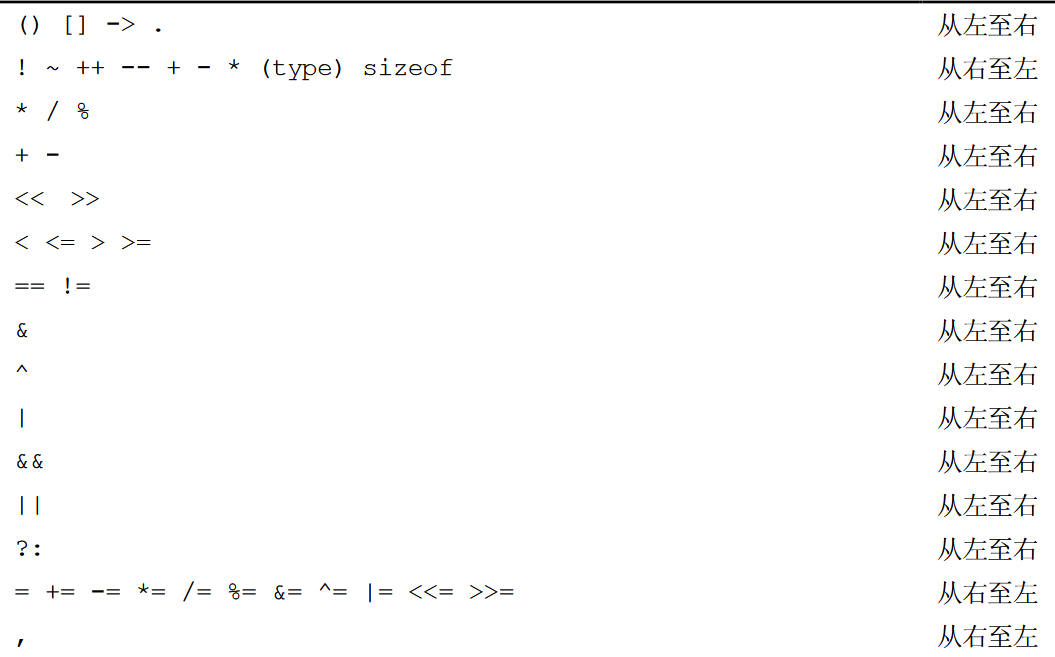 () [] -> . 从左至右
! ~ ++ -- + - * (type) sizeof 从右至左
* / % 从左至右
+ - 从左至右
<< >> 从左至右
< <= > >= 从左至右
== != 从左至右
& 从左至右
^ 从左至右
| 从左至右
&& 从左至右
|| 从左至右
?: 从左至右
= += -= *= /= %= &= ^= |= <<= >>= 从右至左
, 从右至左